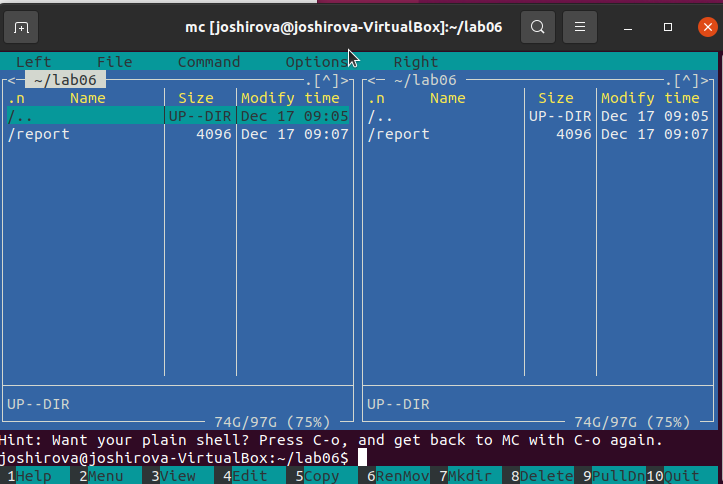 mc [joshirova@joshirova-VirtualBox]:~/lab06
Left File Command Options Right
<─ ~/lab06 .[^]> <─ ~/lab06 .[^]>
.n Name Size Modify time .n Name Size Modify time
/.. UP--DIR Dec 17 09:05 /.. UP--DIR Dec 17 09:05
/report 4096 Dec 17 09:07 /report 4096 Dec 17 09:07
UP--DIR UP--DIR
74G/97G (75%) 74G/97G (75%)
Hint: Want your plain shell? Press C-o, and get back to MC with C-o again.
joshirova@joshirova-VirtualBox:~/lab06$
1Help 2Menu 3View 4Edit 5Copy 6RenMov 7Mkdir 8Delete 9PullDn 10Quit